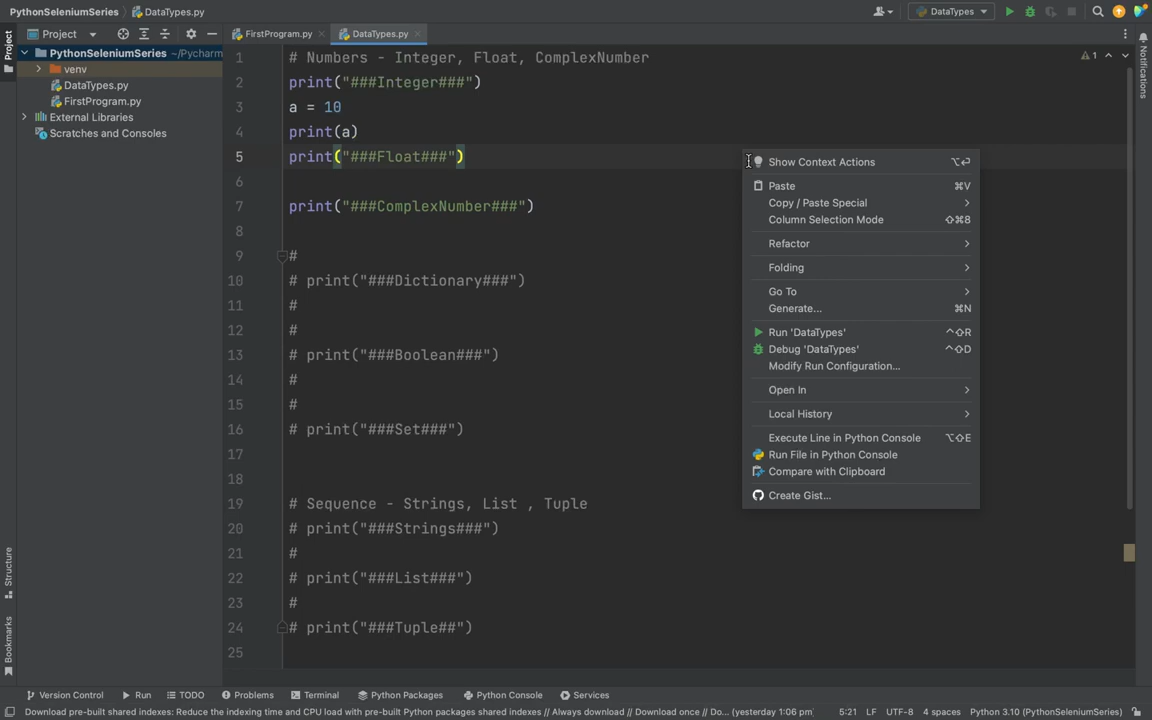 PythonSeleniumSeries DataTypes.py
DataTypes
Project
FirstProgram.py
DataTypes.py
Project
PythonSeleniumSeries ~/Pycharm
venv
DataTypes.py
FirstProgram.py
External Libraries
Scratches and Consoles
1 # Numbers - Integer, Float, ComplexNumber
2 print("###Integer###")
3 a = 10
4 print(a)
5 print("###Float###")
6
7 print("###ComplexNumber###")
8
9 #
10 # print("###Dictionary###")
11 #
12 #
13 # print("###Boolean###")
14 #
15 #
16 # print("###Set###")
17
18
19 # Sequence - Strings, List , Tuple
20 # print("###Strings###")
21 #
22 # print("###List###")
23 #
24 # print("###Tuple##")
25
1
Show Context Actions ⌥⏎
Paste ⌘V
Copy / Paste Special
Column Selection Mode ⇧⌘8
Refactor
Folding
Go To
Generate... ⌘N
Run 'DataTypes' ^⇧R
Debug 'DataTypes' ^⇧D
Modify Run Configuration...
Open In
Local History
Execute Line in Python Console ⌥⇧E
Run File in Python Console
Compare with Clipboard
Create Gist...
Notifications
Structure
Bookmarks
Version Control Run TODO Problems Terminal Python Packages Python Console Services
Download pre-built shared indexes: Reduce the indexing time and CPU load with pre-built Python packages shared indexes // Always download // Download once // Do... (yesterday 1:06 pm) 5:21 LF UTF-8 4 spaces Python 3.10 (PythonSeleniumSeries)